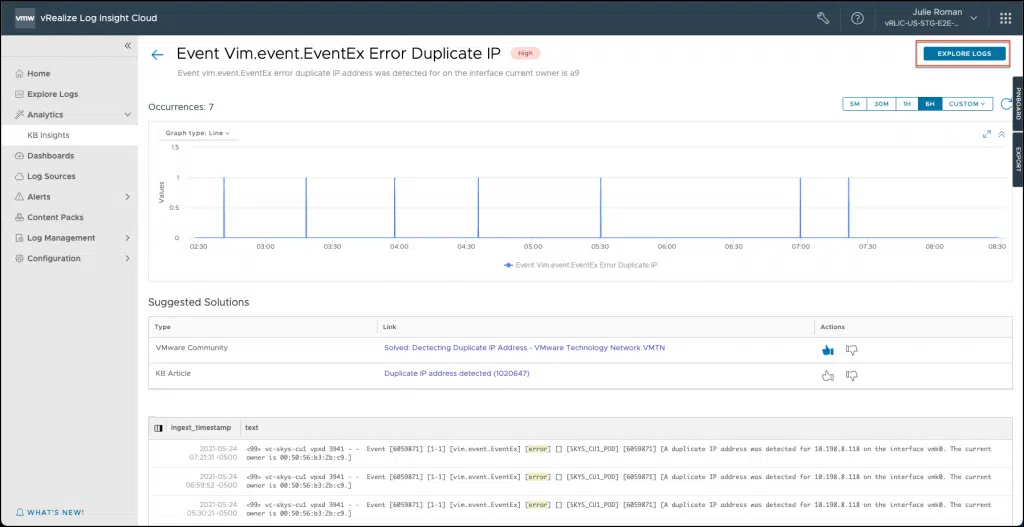 vmw vRealize Log Insight Cloud
Julie Roman
vRLIC-US-STG-E2E-...
Event Vim.event.EventEx Error Duplicate IP High
EXPLORE LOGS
Event vim.event.EventEx error duplicate IP address was detected for on the interface current owner is a9
Home
Explore Logs
Analytics
KB Insights
Dashboards
Log Sources
Alerts
Content Packs
Log Management
Configuration
WHAT'S NEW!
PINBOARD
EXPORT
Occurrences: 7
5M 30M 1H 6H CUSTOM
Graph type: Line
1.5
1
0.5
0
Values
02:30 03:00 03:30 04:00 04:30 05:00 05:30 06:00 06:30 07:00 07:30 08:00 08:30
Event Vim.event.EventEx Error Duplicate IP
Suggested Solutions
Type Link Actions
VMware Community Solved: Dectecting Duplicate IP Address - VMware Technology Network VMTN
KB Article Duplicate IP address detected (1020647)
ingest_timestamp text
2021-05-24 <99> vc-skys-cu1 vpxd 3941 - - Event [6059871] [1-1] [vim.event.EventEx] [error] [] [SKYS_CU1_POD] [6059871] [A duplicate IP address was detected for 10.198.8.118 on the interface vmk0. The current
07:21:31 -0500 owner is 00:50:56:b3:2b:c9.]
2021-05-24 <99> vc-skys-cu1 vpxd 3941 - - Event [6059871] [1-1] [vim.event.EventEx] [error] [] [SKYS_CU1_POD] [6059871] [A duplicate IP address was detected for 10.198.8.118 on the interface vmk0. The current
06:59:52 -0500 owner is 00:50:56:b3:2b:c9.]
2021-05-24 <99> vc-skys-cu1 vpxd 3941 - - Event [6059871] [1-1] [vim.event.EventEx] [error] [] [SKYS_CU1_POD] [6059871] [A duplicate IP address was detected for 10.198.8.118 on the interface vmk0. The current
05:30:21 -0500 owner is 00:50:56:b3:2b:c9.]